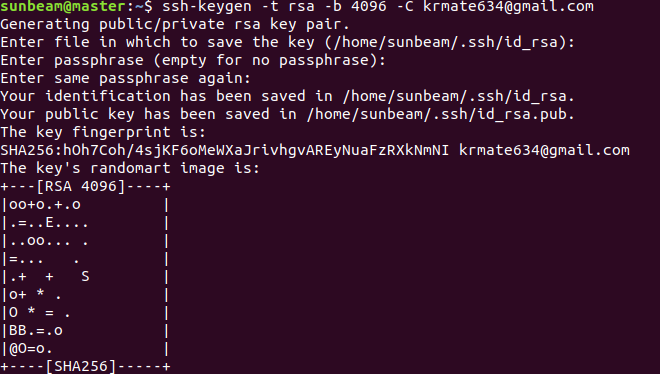 sunbeam@master:~$ ssh-keygen -t rsa -b 4096 -C krmate634@gmail.com
Generating public/private rsa key pair.
Enter file in which to save the key (/home/sunbeam/.ssh/id_rsa):
Enter passphrase (empty for no passphrase):
Enter same passphrase again:
Your identification has been saved in /home/sunbeam/.ssh/id_rsa.
Your public key has been saved in /home/sunbeam/.ssh/id_rsa.pub.
The key fingerprint is:
SHA256:hOh7Coh/4sjKF6oMeWXaJrivhgvAREyNuaFzRXkNmNI krmate634@gmail.com
The key's randomart image is:
+---[RSA 4096]----+
|oo+o.+.o         |
|.=..E....        |
|..oo... .        |
|=...   .         |
|.+  +   S        |
|o+ * .           |
|O * = .          |
|BB.=.o           |
|@O=o.            |
+----[SHA256]-----+